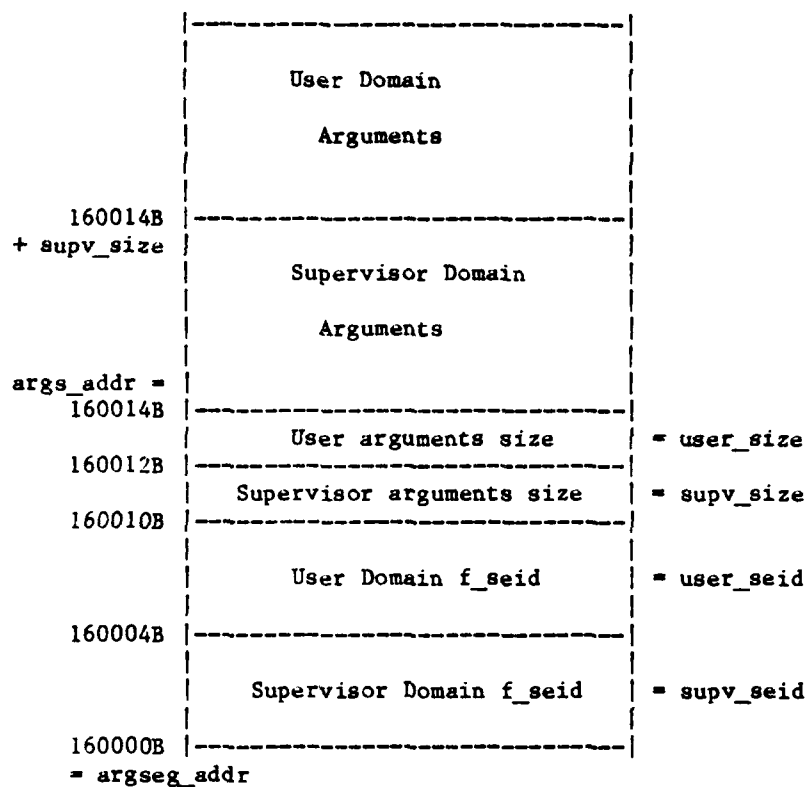 User Domain
Arguments
160014B
+ supv_size
Supervisor Domain
Arguments
args_addr =
160014B
User arguments size = user_size
160012B
Supervisor arguments size = supv_size
160010B
User Domain f_seid = user_seid
160004B
Supervisor Domain f_seid = supv_seid
160000B
= argseg_addr